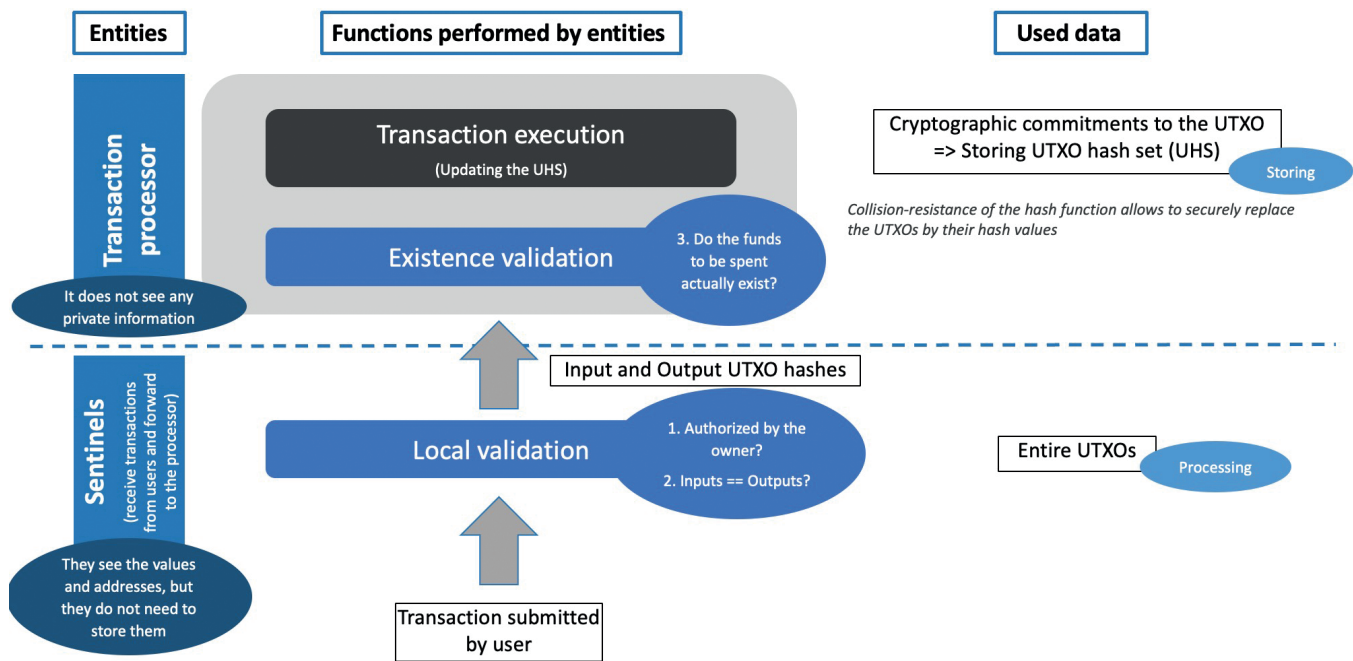 Entities
Functions performed by entities
Used data
Transaction
processor
It does not see any
private information
Transaction execution
(Updating the UHS)
Existence validation
3. Do the funds
to be spent
actually exist?
Cryptographic commitments to the UTXO
=> Storing UTXO hash set (UHS)
Storing
Collision-resistance of the hash function allows to securely replace
the UTXOs by their hash values
Input and Output UTXO hashes
Sentinels
(receive transactions
from users and forward
to the processor)
They see the values
and addresses, but
they do not need to
store them
Local validation
1. Authorized by the
owner?
2. Inputs == Outputs?
Entire UTXOs
Processing
Transaction submitted
by user